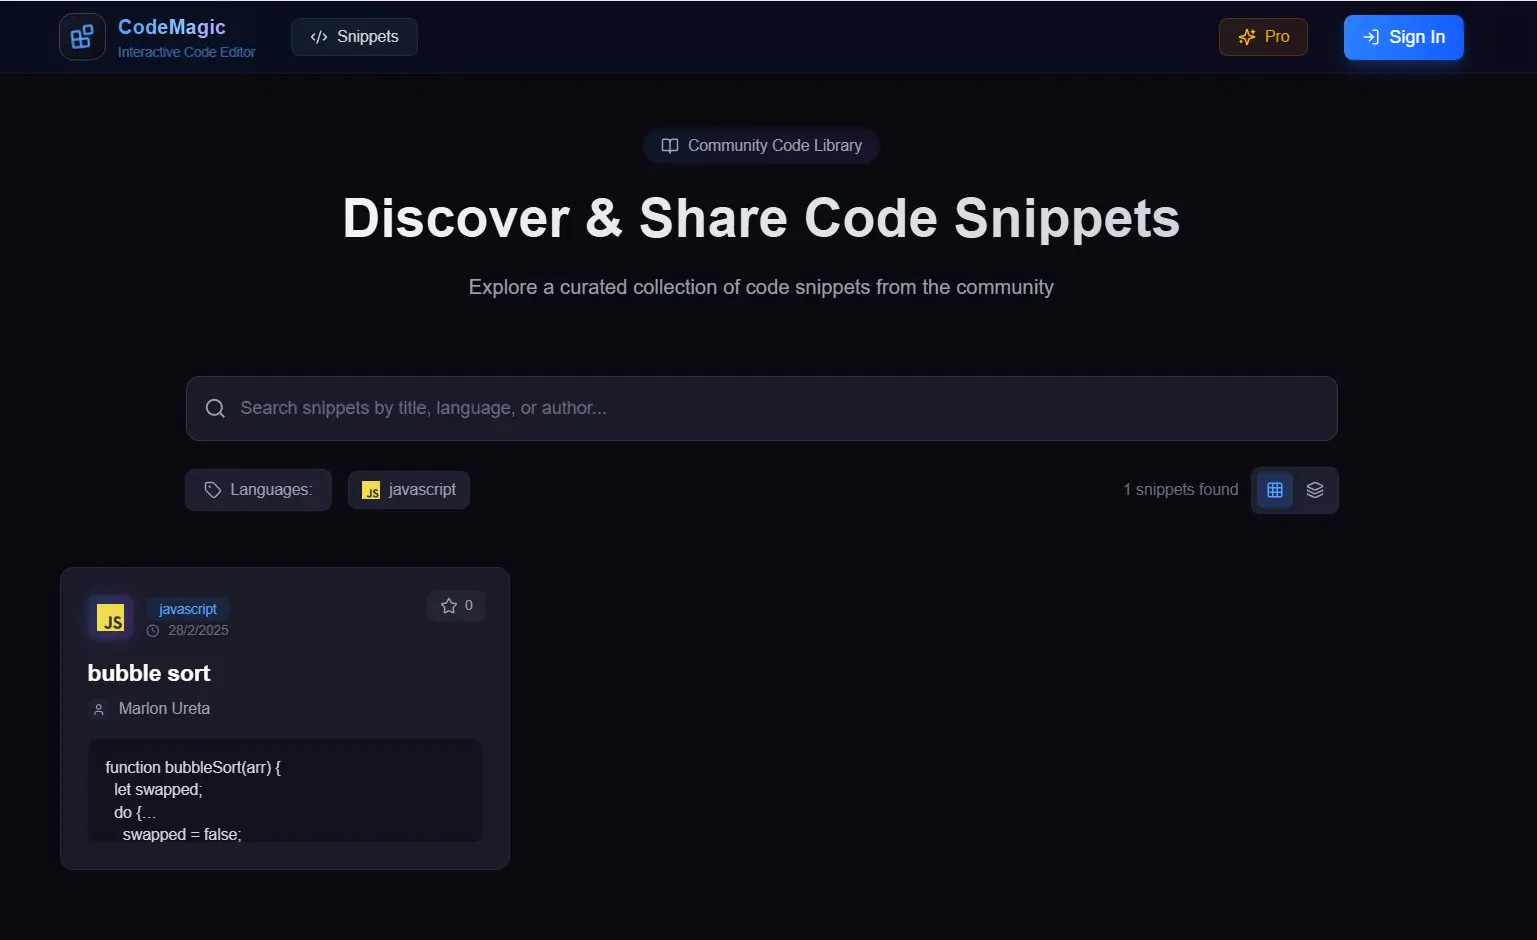 CodeMagic
Interactive Code Editor
Snippets
Pro
Sign In
Community Code Library
Discover & Share Code Snippets
Explore a curated collection of code snippets from the community
Search snippets by title, language, or author...
Languages:
JS javascript
1 snippets found
JS
javascript
28/2/2025
0
bubble sort
Marlon Ureta
function bubbleSort(arr) {
let swapped;
do {...
swapped = false;